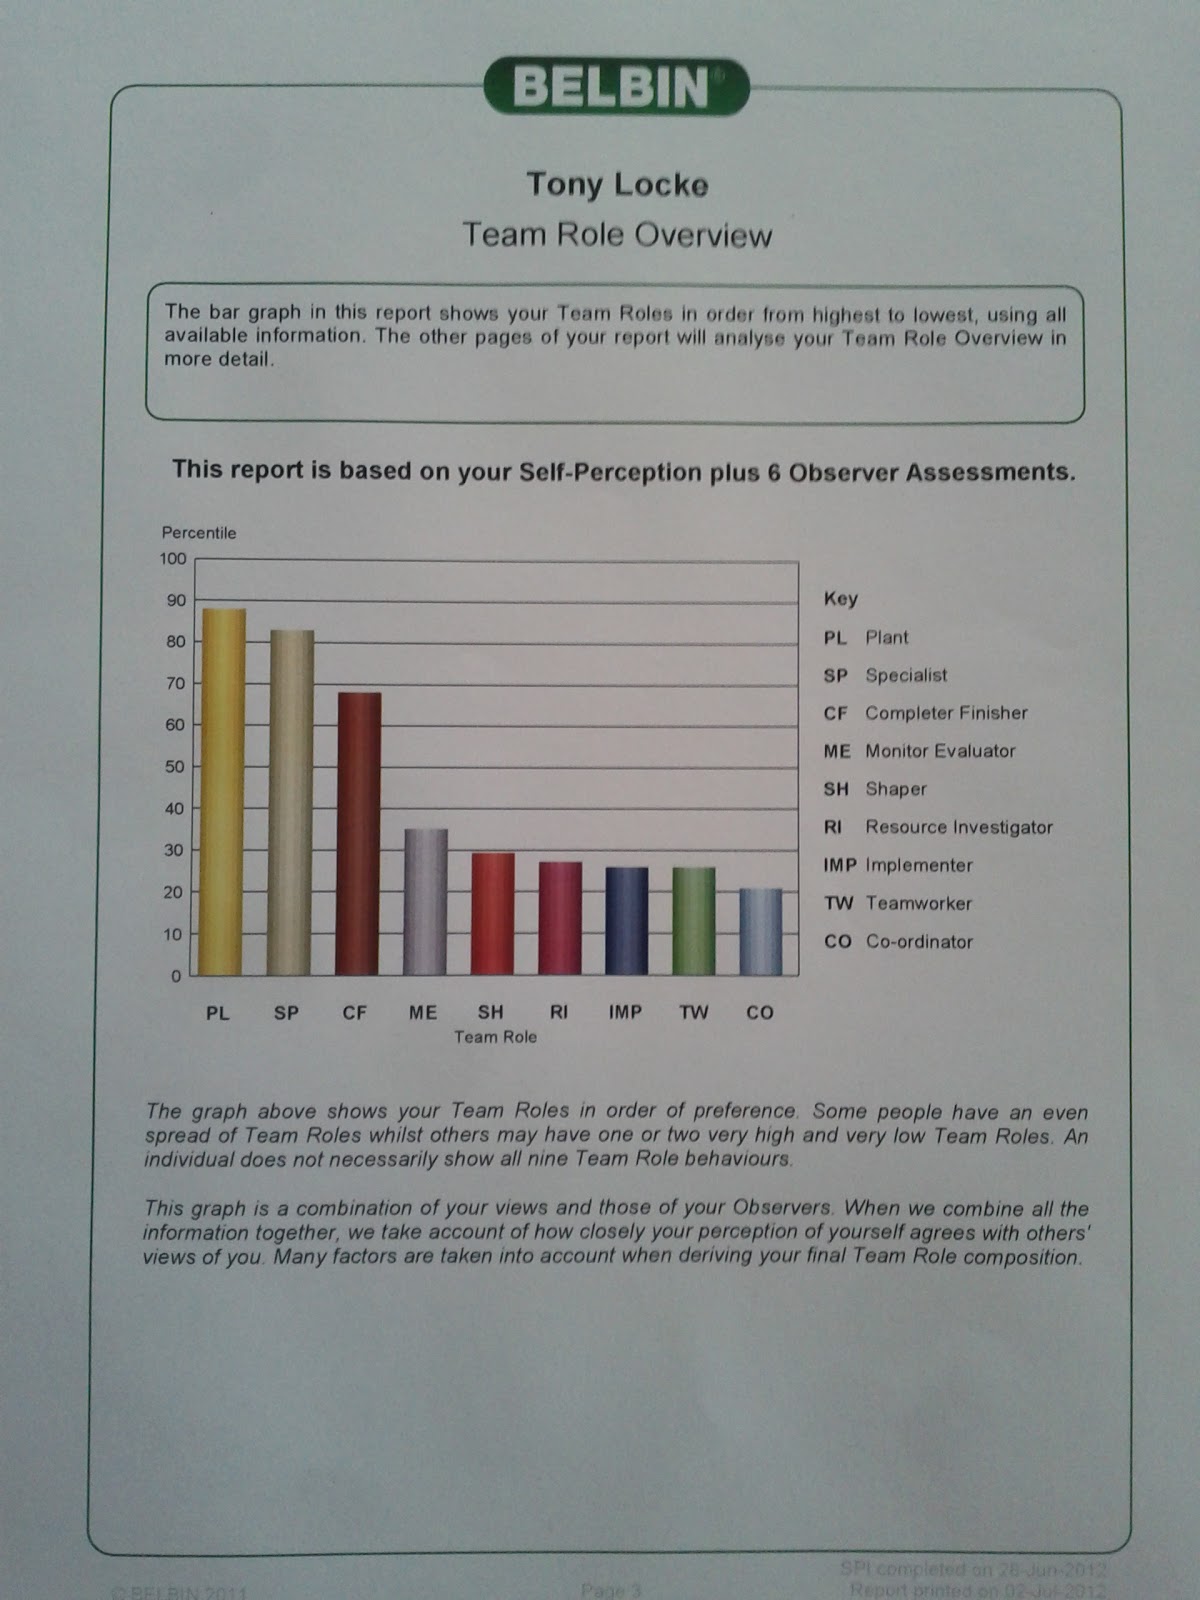 BELBIN®
Tony Locke
Team Role Overview
The bar graph in this report shows your Team Roles in order from highest to lowest, using all
available information. The other pages of your report will analyse your Team Role Overview in
more detail.
This report is based on your Self-Perception plus 6 Observer Assessments.
Percentile
100
90
80
70
60
50
40
30
20
10
0
PL SP CF ME SH RI IMP TW CO
Team Role
Key
PL Plant
SP Specialist
CF Completer Finisher
ME Monitor Evaluator
SH Shaper
RI Resource Investigator
IMP Implementer
TW Teamworker
CO Co-ordinator
The graph above shows your Team Roles in order of preference. Some people have an even
spread of Team Roles whilst others may have one or two very high and very low Team Roles. An
individual does not necessarily show all nine Team Role behaviours.
This graph is a combination of your views and those of your Observers. When we combine all the
information together, we take account of how closely your perception of yourself agrees with others'
views of you. Many factors are taken into account when deriving your final Team Role composition.
SPI completed on 28-Jun-2012
© BELBIN 2011 Page 3 Report printed on 02-Jul-2012